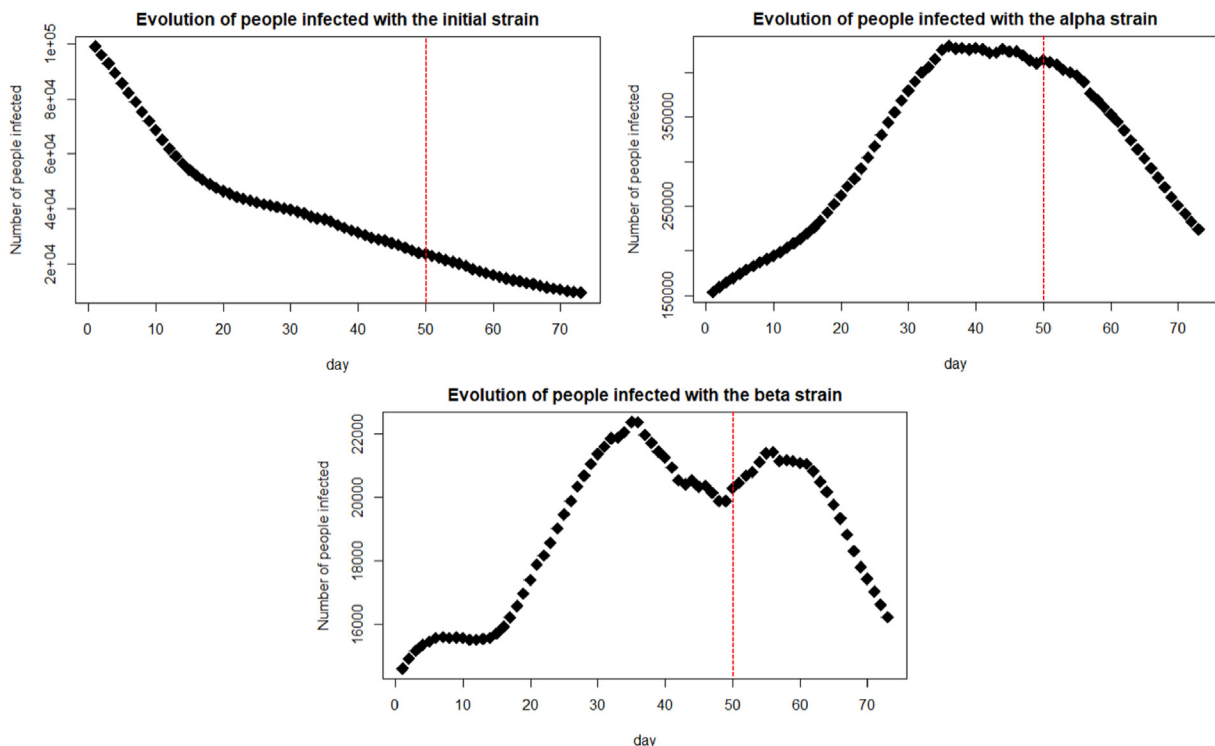 Evolution of people infected with the initial strain
Number of people infected
1e+05
8e+04
6e+04
4e+04
2e+04
0 10 20 30 40 50 60 70
day
Evolution of people infected with the alpha strain
Number of people infected
350000
250000
150000
0 10 20 30 40 50 60 70
day
Evolution of people infected with the beta strain
Number of people infected
22000
20000
18000
16000
0 10 20 30 40 50 60 70
day